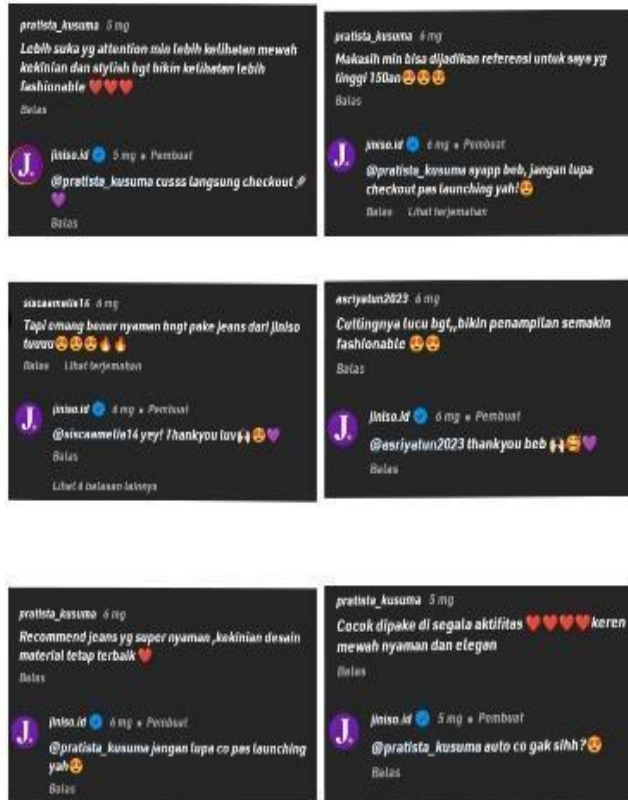 pratista_kusuma 5 mg
Lebih suka yg attention min lebih kelihatan mewah
kekinian dan stylish bgt bikin kelihatan lebih
fashionable ❤️❤️❤️
Balas
J.
jiniso.id 5 mg • Pembuat
@pratista_kusuma cusss langsung checkout
💜
Balas
pratista_kusuma 6 mg
Makasih min bisa dijadikan referensi untuk saya yg
tinggi 150an😍😍😍
Balas
J.
jiniso.id 6 mg • Pembuat
@pratista_kusuma syapp beb, jangan lupa
checkout pas launching yah!😍
Balas Lihat terjemahan
siscaamelia14 6 mg
Tapi emang bener nyaman bngt pake jeans dari jiniso
tuuuu😍😍😍🔥🔥
Balas Lihat terjemahan
J.
jiniso.id 6 mg • Pembuat
@siscaamelia14 yey! Thankyou luv🙌🏻😍💜
Balas
Lihat 6 balasan lainnya
asriyatun2023 6 mg
Cuttingnya lucu bgt,,bikin penampilan semakin
fashionable 😍😍
Balas
J.
jiniso.id 6 mg • Pembuat
@asriyatun2023 thankyou beb 🙌🏻🥰💜
Balas
pratista_kusuma 6 mg
Recommend jeans yg super nyaman ,kekinian desain
material tetap terbaik❤️
Balas
J.
jiniso.id 6 mg • Pembuat
@pratista_kusuma jangan lupa co pas launching
yah😍
Balas
pratista_kusuma 5 mg
Cocok dipake di segala aktifitas ❤️❤️❤️❤️keren
mewah nyaman dan elegan
Balas
J.
jiniso.id 5 mg • Pembuat
@pratista_kusuma auto co gak sihh?😍
Balas